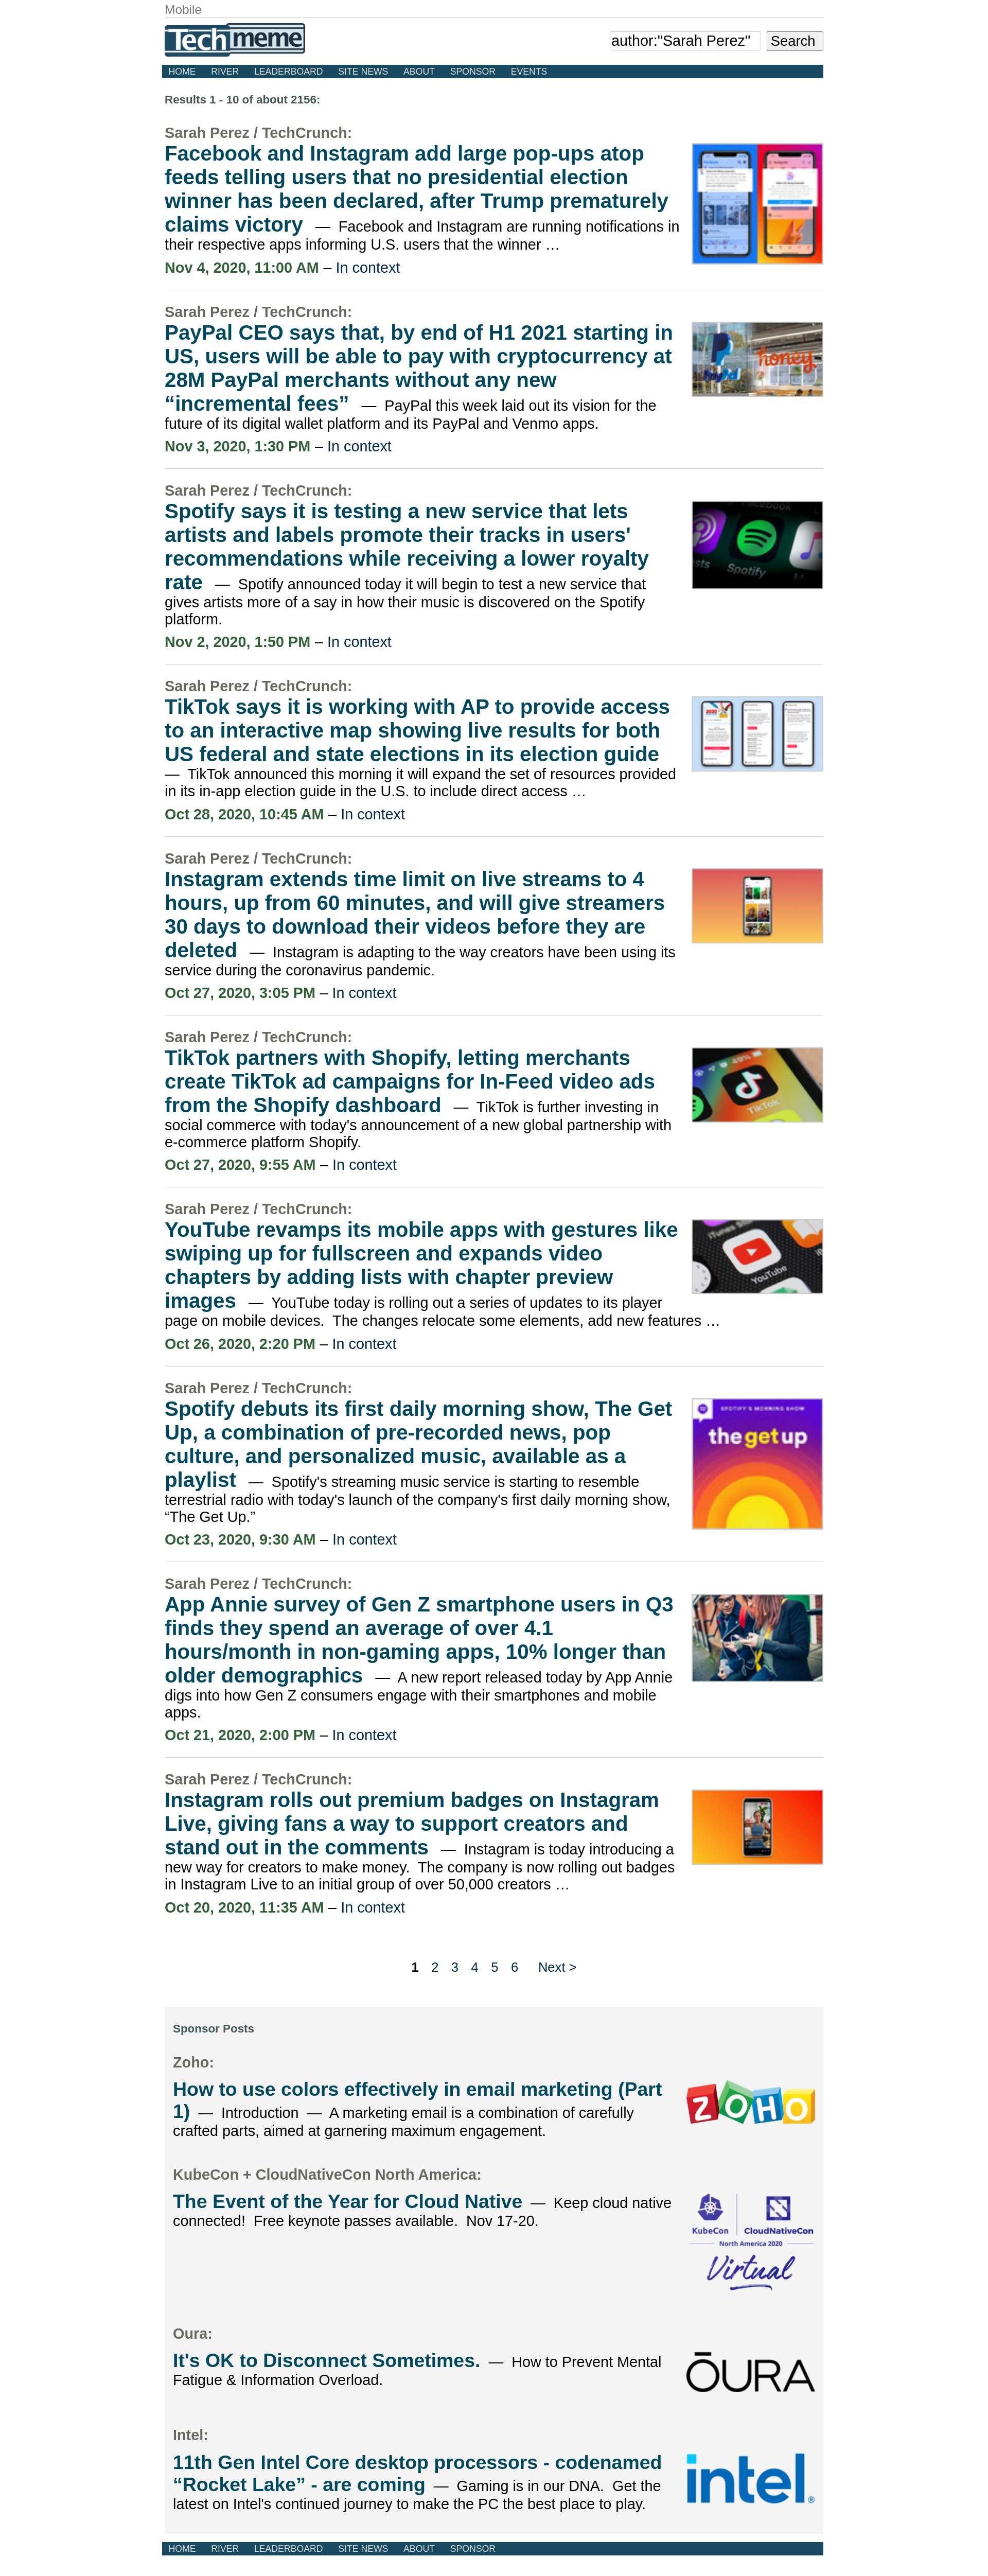 Mobile
Techmeme
author:"Sarah Perez" Search
HOME RIVER LEADERBOARD SITE NEWS ABOUT SPONSOR EVENTS
Results 1 - 10 of about 2156:
Sarah Perez / TechCrunch:
Facebook and Instagram add large pop-ups atop
feeds telling users that no presidential election
winner has been declared, after Trump prematurely
claims victory — Facebook and Instagram are running notifications in
their respective apps informing U.S. users that the winner …
Nov 4, 2020, 11:00 AM – In context
Sarah Perez / TechCrunch:
PayPal CEO says that, by end of H1 2021 starting in
US, users will be able to pay with cryptocurrency at
28M PayPal merchants without any new
“incremental fees” — PayPal this week laid out its vision for the
future of its digital wallet platform and its PayPal and Venmo apps.
PayPal honey
Nov 3, 2020, 1:30 PM – In context
Sarah Perez / TechCrunch:
Spotify says it is testing a new service that lets
artists and labels promote their tracks in users'
recommendations while receiving a lower royalty
rate — Spotify announced today it will begin to test a new service that
gives artists more of a say in how their music is discovered on the Spotify
platform.
Spotify
Nov 2, 2020, 1:50 PM – In context
Sarah Perez / TechCrunch:
TikTok says it is working with AP to provide access
to an interactive map showing live results for both
US federal and state elections in its election guide
— TikTok announced this morning it will expand the set of resources provided
in its in-app election guide in the U.S. to include direct access …
Oct 28, 2020, 10:45 AM – In context
Sarah Perez / TechCrunch:
Instagram extends time limit on live streams to 4
hours, up from 60 minutes, and will give streamers
30 days to download their videos before they are
deleted — Instagram is adapting to the way creators have been using its
service during the coronavirus pandemic.
Oct 27, 2020, 3:05 PM – In context
Sarah Perez / TechCrunch:
TikTok partners with Shopify, letting merchants
create TikTok ad campaigns for In-Feed video ads
from the Shopify dashboard — TikTok is further investing in
social commerce with today's announcement of a new global partnership with
e-commerce platform Shopify.
49%
TikTok
Oct 27, 2020, 9:55 AM – In context
Sarah Perez / TechCrunch:
YouTube revamps its mobile apps with gestures like
swiping up for fullscreen and expands video
chapters by adding lists with chapter preview
images — YouTube today is rolling out a series of updates to its player
page on mobile devices. The changes relocate some elements, add new features …
YouTube
Oct 26, 2020, 2:20 PM – In context
Sarah Perez / TechCrunch:
Spotify debuts its first daily morning show, The Get
Up, a combination of pre-recorded news, pop
culture, and personalized music, available as a
playlist — Spotify's streaming music service is starting to resemble
terrestrial radio with today's launch of the company's first daily morning show,
“The Get Up.”
SPOTIFY'S MORNING SHOW
the get up
Oct 23, 2020, 9:30 AM – In context
Sarah Perez / TechCrunch:
App Annie survey of Gen Z smartphone users in Q3
finds they spend an average of over 4.1
hours/month in non-gaming apps, 10% longer than
older demographics — A new report released today by App Annie
digs into how Gen Z consumers engage with their smartphones and mobile
apps.
Oct 21, 2020, 2:00 PM – In context
Sarah Perez / TechCrunch:
Instagram rolls out premium badges on Instagram
Live, giving fans a way to support creators and
stand out in the comments — Instagram is today introducing a
new way for creators to make money. The company is now rolling out badges
in Instagram Live to an initial group of over 50,000 creators …
Oct 20, 2020, 11:35 AM – In context
1 2 3 4 5 6 Next >
Sponsor Posts
Zoho:
How to use colors effectively in email marketing (Part
1) — Introduction — A marketing email is a combination of carefully
crafted parts, aimed at garnering maximum engagement.
ZOHO
KubeCon + CloudNativeCon North America:
The Event of the Year for Cloud Native — Keep cloud native
connected! Free keynote passes available. Nov 17-20.
KubeCon CloudNativeCon
North America 2020
Virtual
Oura:
It's OK to Disconnect Sometimes. — How to Prevent Mental
Fatigue & Information Overload.
ŌURA
Intel:
11th Gen Intel Core desktop processors - codenamed
“Rocket Lake” - are coming — Gaming is in our DNA. Get the
latest on Intel's continued journey to make the PC the best place to play.
intel®
HOME RIVER LEADERBOARD SITE NEWS ABOUT SPONSOR